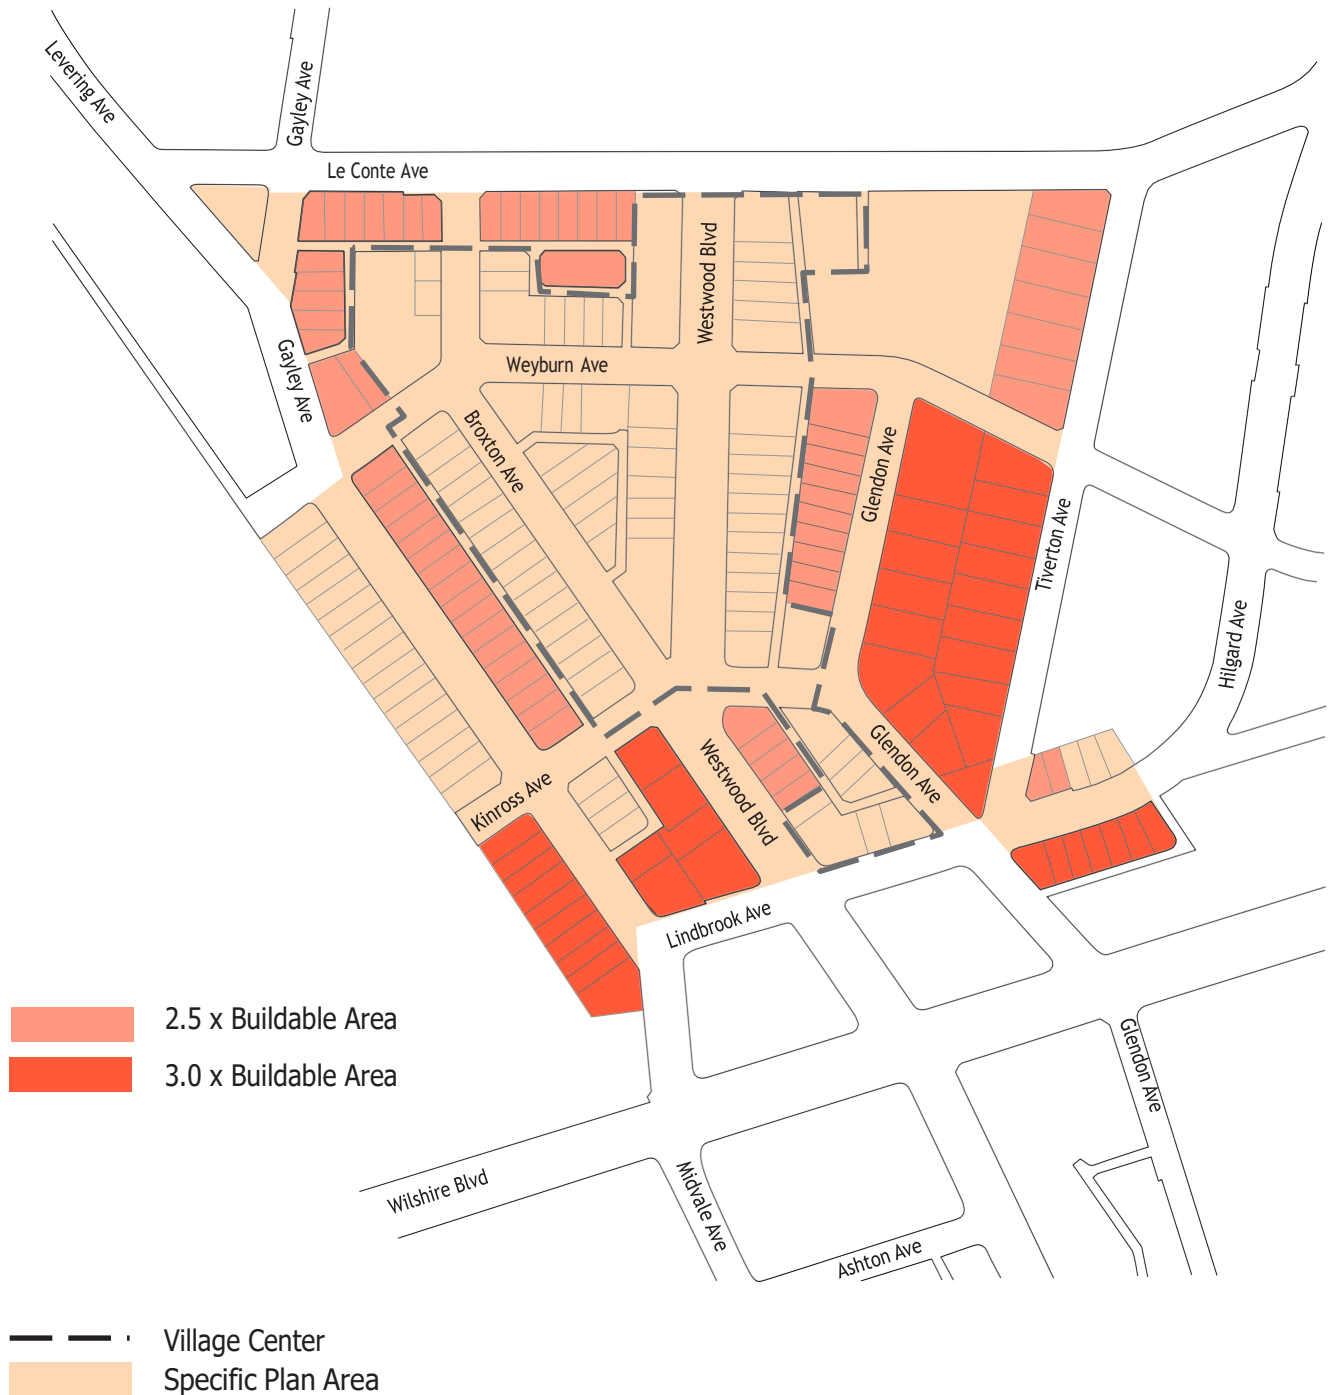 Levering Ave
Gayley Ave
Le Conte Ave
Westwood Blvd
Gayley Ave
Weyburn Ave
Broxton Ave
Glendon Ave
Tiverton Ave
Hilgard Ave
Glendon Ave
Westwood Blvd
Kinross Ave
Lindbrook Ave
2.5 x Buildable Area
3.0 x Buildable Area
Glendon Ave
Wilshire Blvd
Midvale Ave
Ashton Ave
Village Center
Specific Plan Area